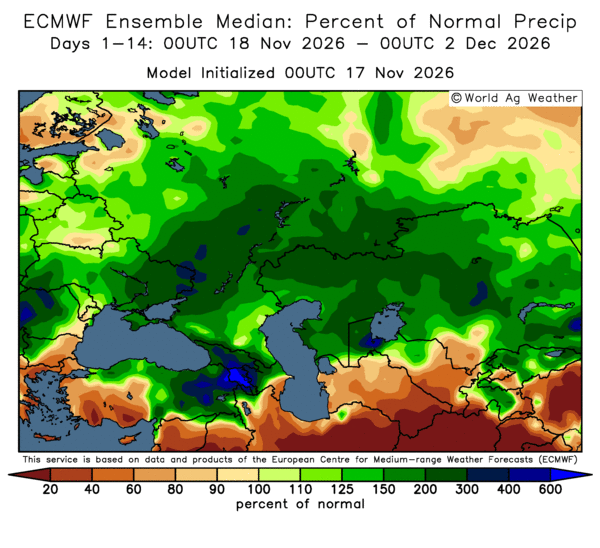 ECMWF Ensemble Median: Percent of Normal Precip
Days 1-14: 00UTC 18 Nov 2026 - 00UTC 2 Dec 2026
Model Initialized 00UTC 17 Nov 2026
©World Ag Weather
This service is based on data and products of the European Centre for Medium-range Weather Forecasts (ECMWF)
20 40 60 80 90 100 110 125 150 200 300 400 600
percent of normal